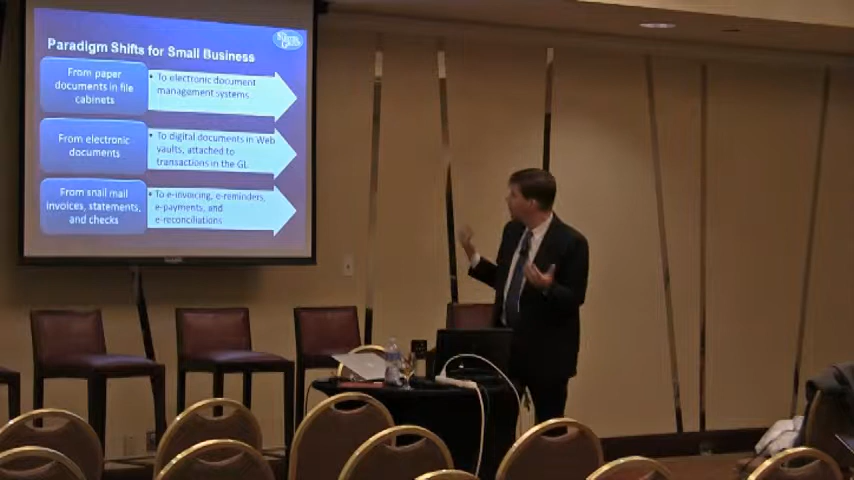 Paradigm Shifts for Small Business
From paper
documents in file
cabinets
• To electronic document
management systems
From electronic
documents
• To digital documents in Web
vaults, attached to
transactions in the GL
From snail mail
invoices, statements,
and checks
• To e-invoicing, e-reminders,
e-payments, and
e-reconciliations